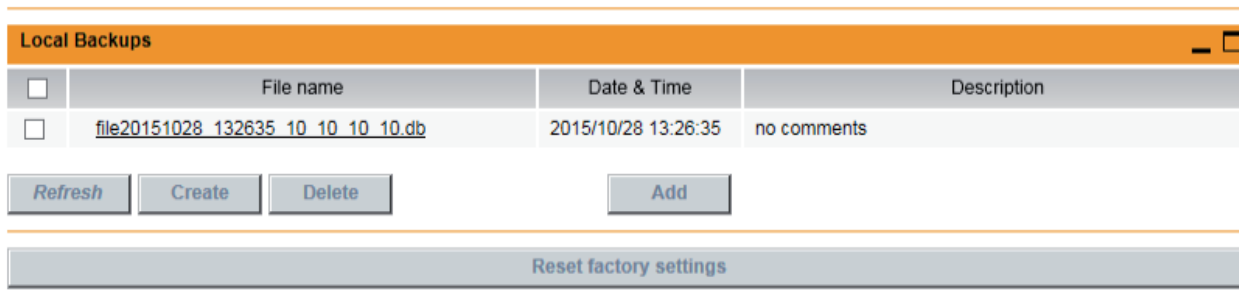 Local Backups
File name Date & Time Description
file20151028_132635_10_10_10_10.db 2015/10/28 13:26:35 no comments
Refresh Create Delete Add
Reset factory settings